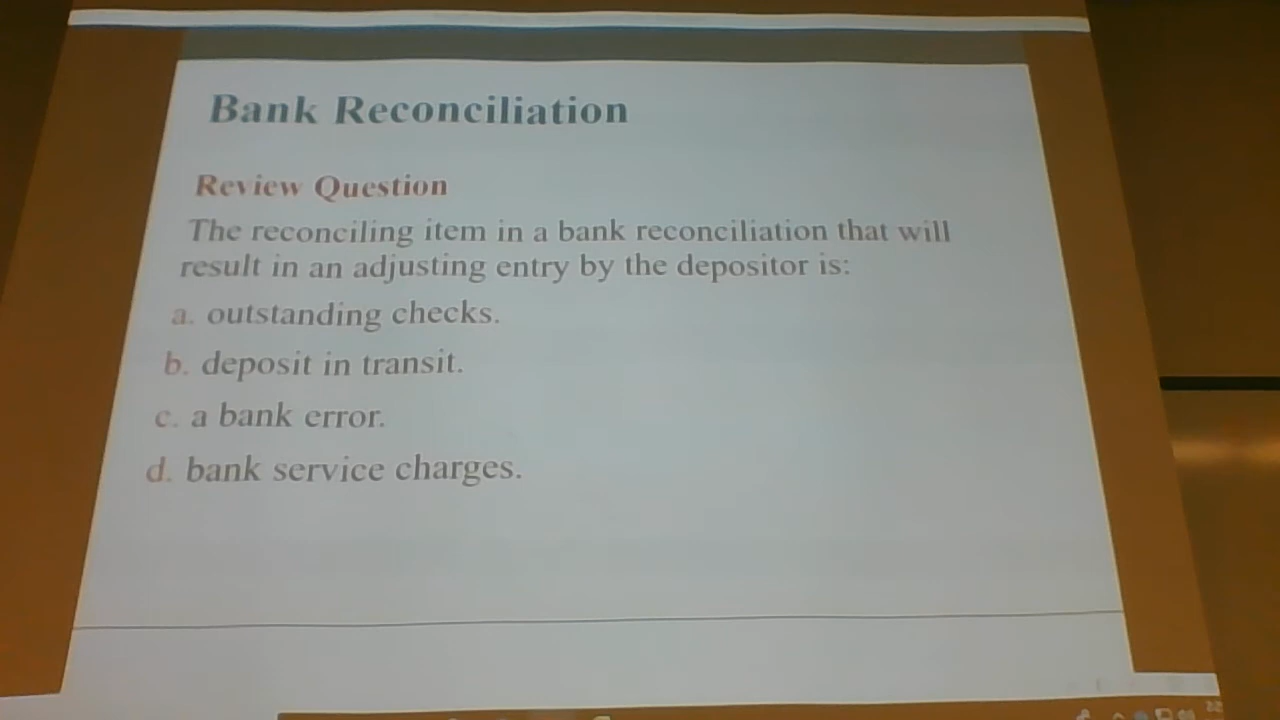 Bank Reconciliation
Review Question
The reconciling item in a bank reconciliation that will
result in an adjusting entry by the depositor is:
a. outstanding checks.
b. deposit in transit.
c. a bank error.
d. bank service charges.